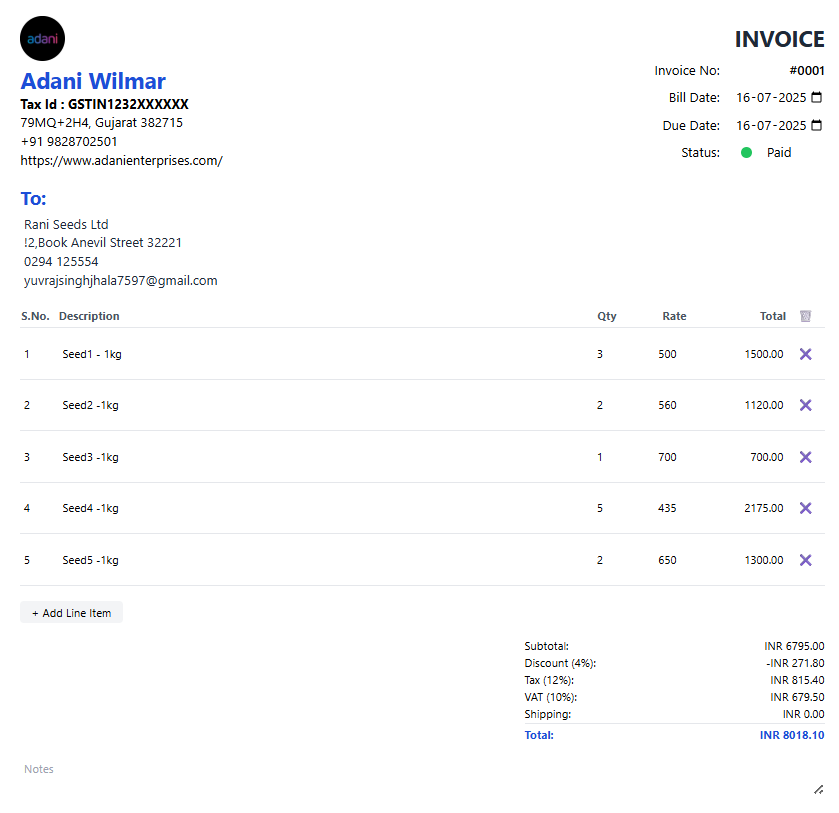 adani
INVOICE
Adani Wilmar
Invoice No: #0001
Tax Id : GSTIN1232XXXXXX
Bill Date: 16-07-2025
79MQ+2H4, Gujarat 382715
Due Date: 16-07-2025
+91 9828702501
Status: Paid
https://www.adanienterprises.com/
To:
Rani Seeds Ltd
!2,Book Anevil Street 32221
0294 125554
yuvrajsinghjhala7597@gmail.com
S.No. Description Qty Rate Total
1 Seed1 - 1kg 3 500 1500.00
2 Seed2 -1kg 2 560 1120.00
3 Seed3 -1kg 1 700 700.00
4 Seed4 -1kg 5 435 2175.00
5 Seed5 -1kg 2 650 1300.00
+ Add Line Item
Subtotal: INR 6795.00
Discount (4%): -INR 271.80
Tax (12%): INR 815.40
VAT (10%): INR 679.50
Shipping: INR 0.00
Total: INR 8018.10
Notes